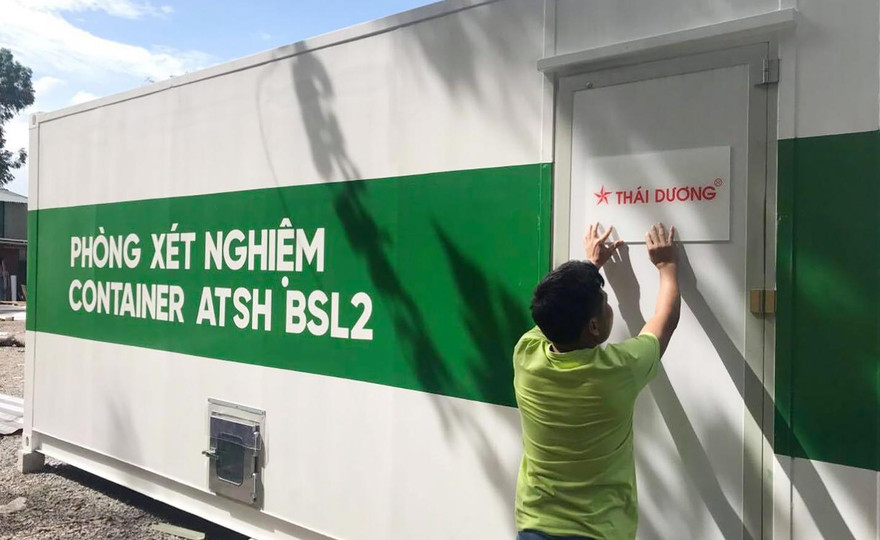 PHÒNG XÉT NGHIỆM
CONTAINER ATSH BSL2
THÁI DƯƠNG®